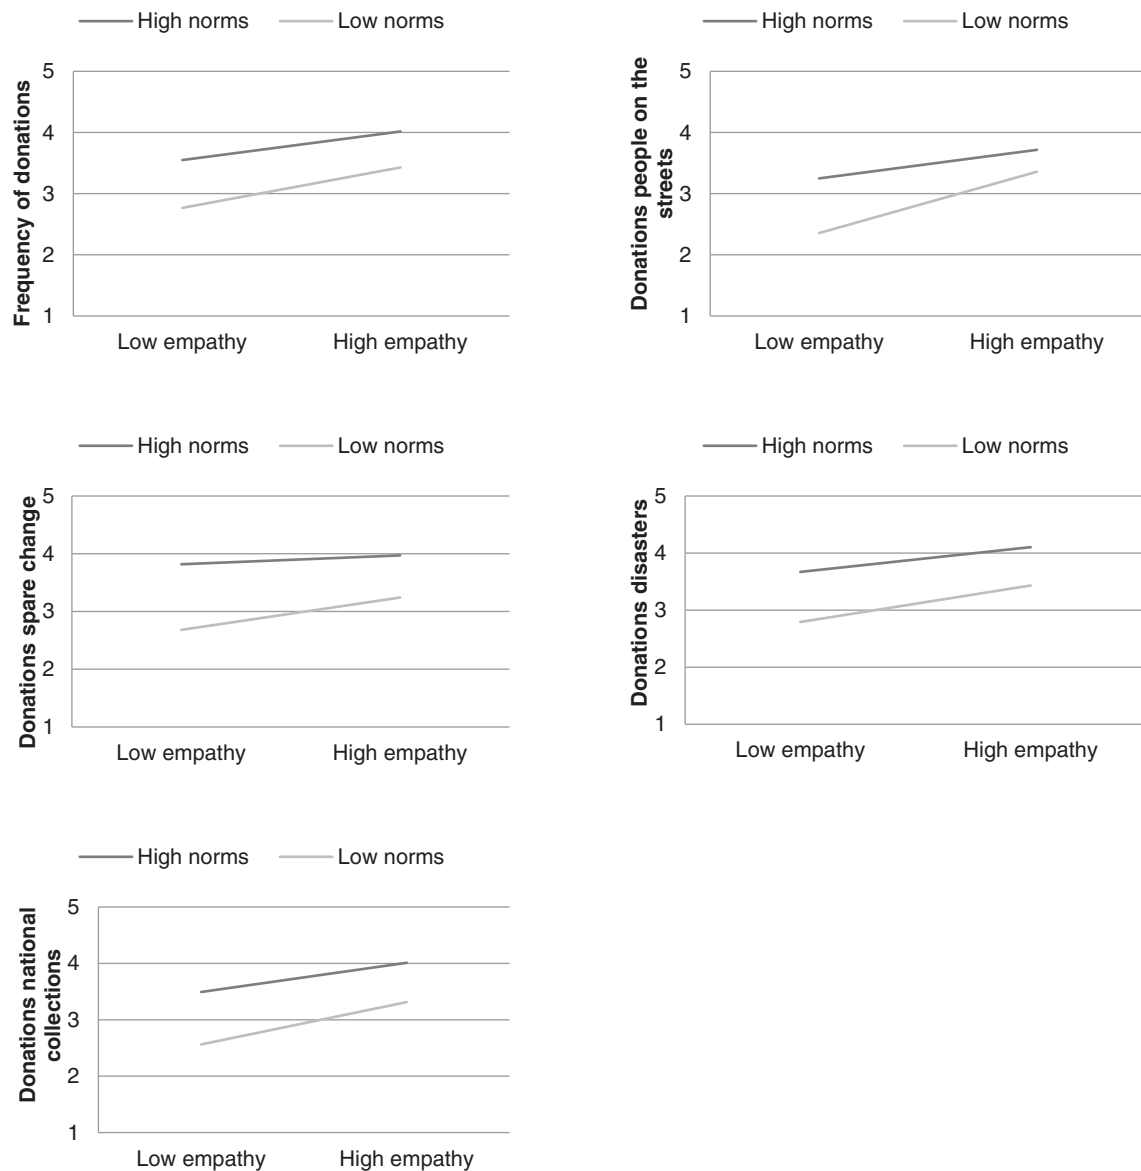 High norms Low norms
Frequency of donations
5
4
3
2
1
Low empathy High empathy
High norms Low norms
Donations people on the
streets
5
4
3
2
1
Low empathy High empathy
High norms Low norms
Donations spare change
5
4
3
2
1
Low empathy High empathy
High norms Low norms
Donations disasters
5
4
3
2
1
Low empathy High empathy
High norms Low norms
Donations national
collections
5
4
3
2
1
Low empathy High empathy